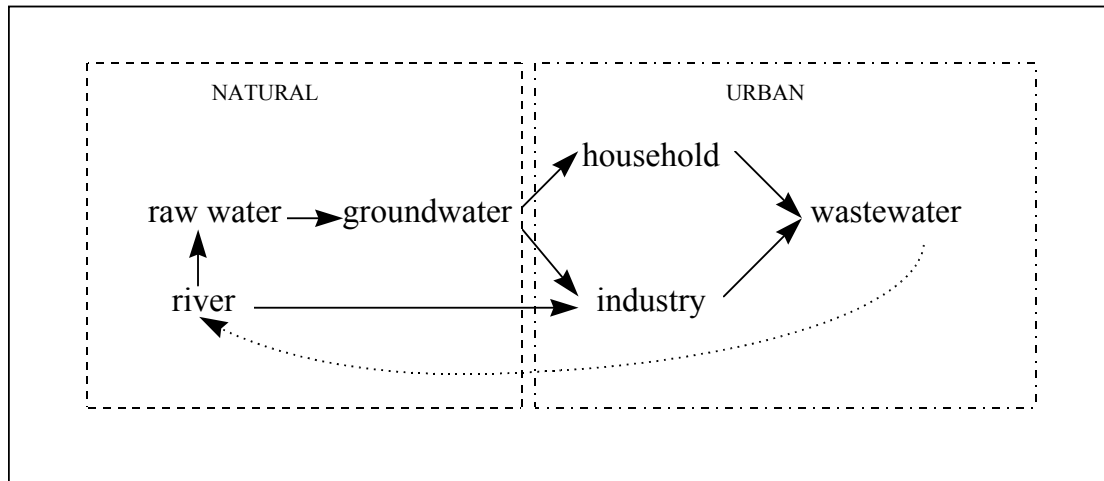 NATURAL
URBAN
household
raw water
groundwater
wastewater
river
industry